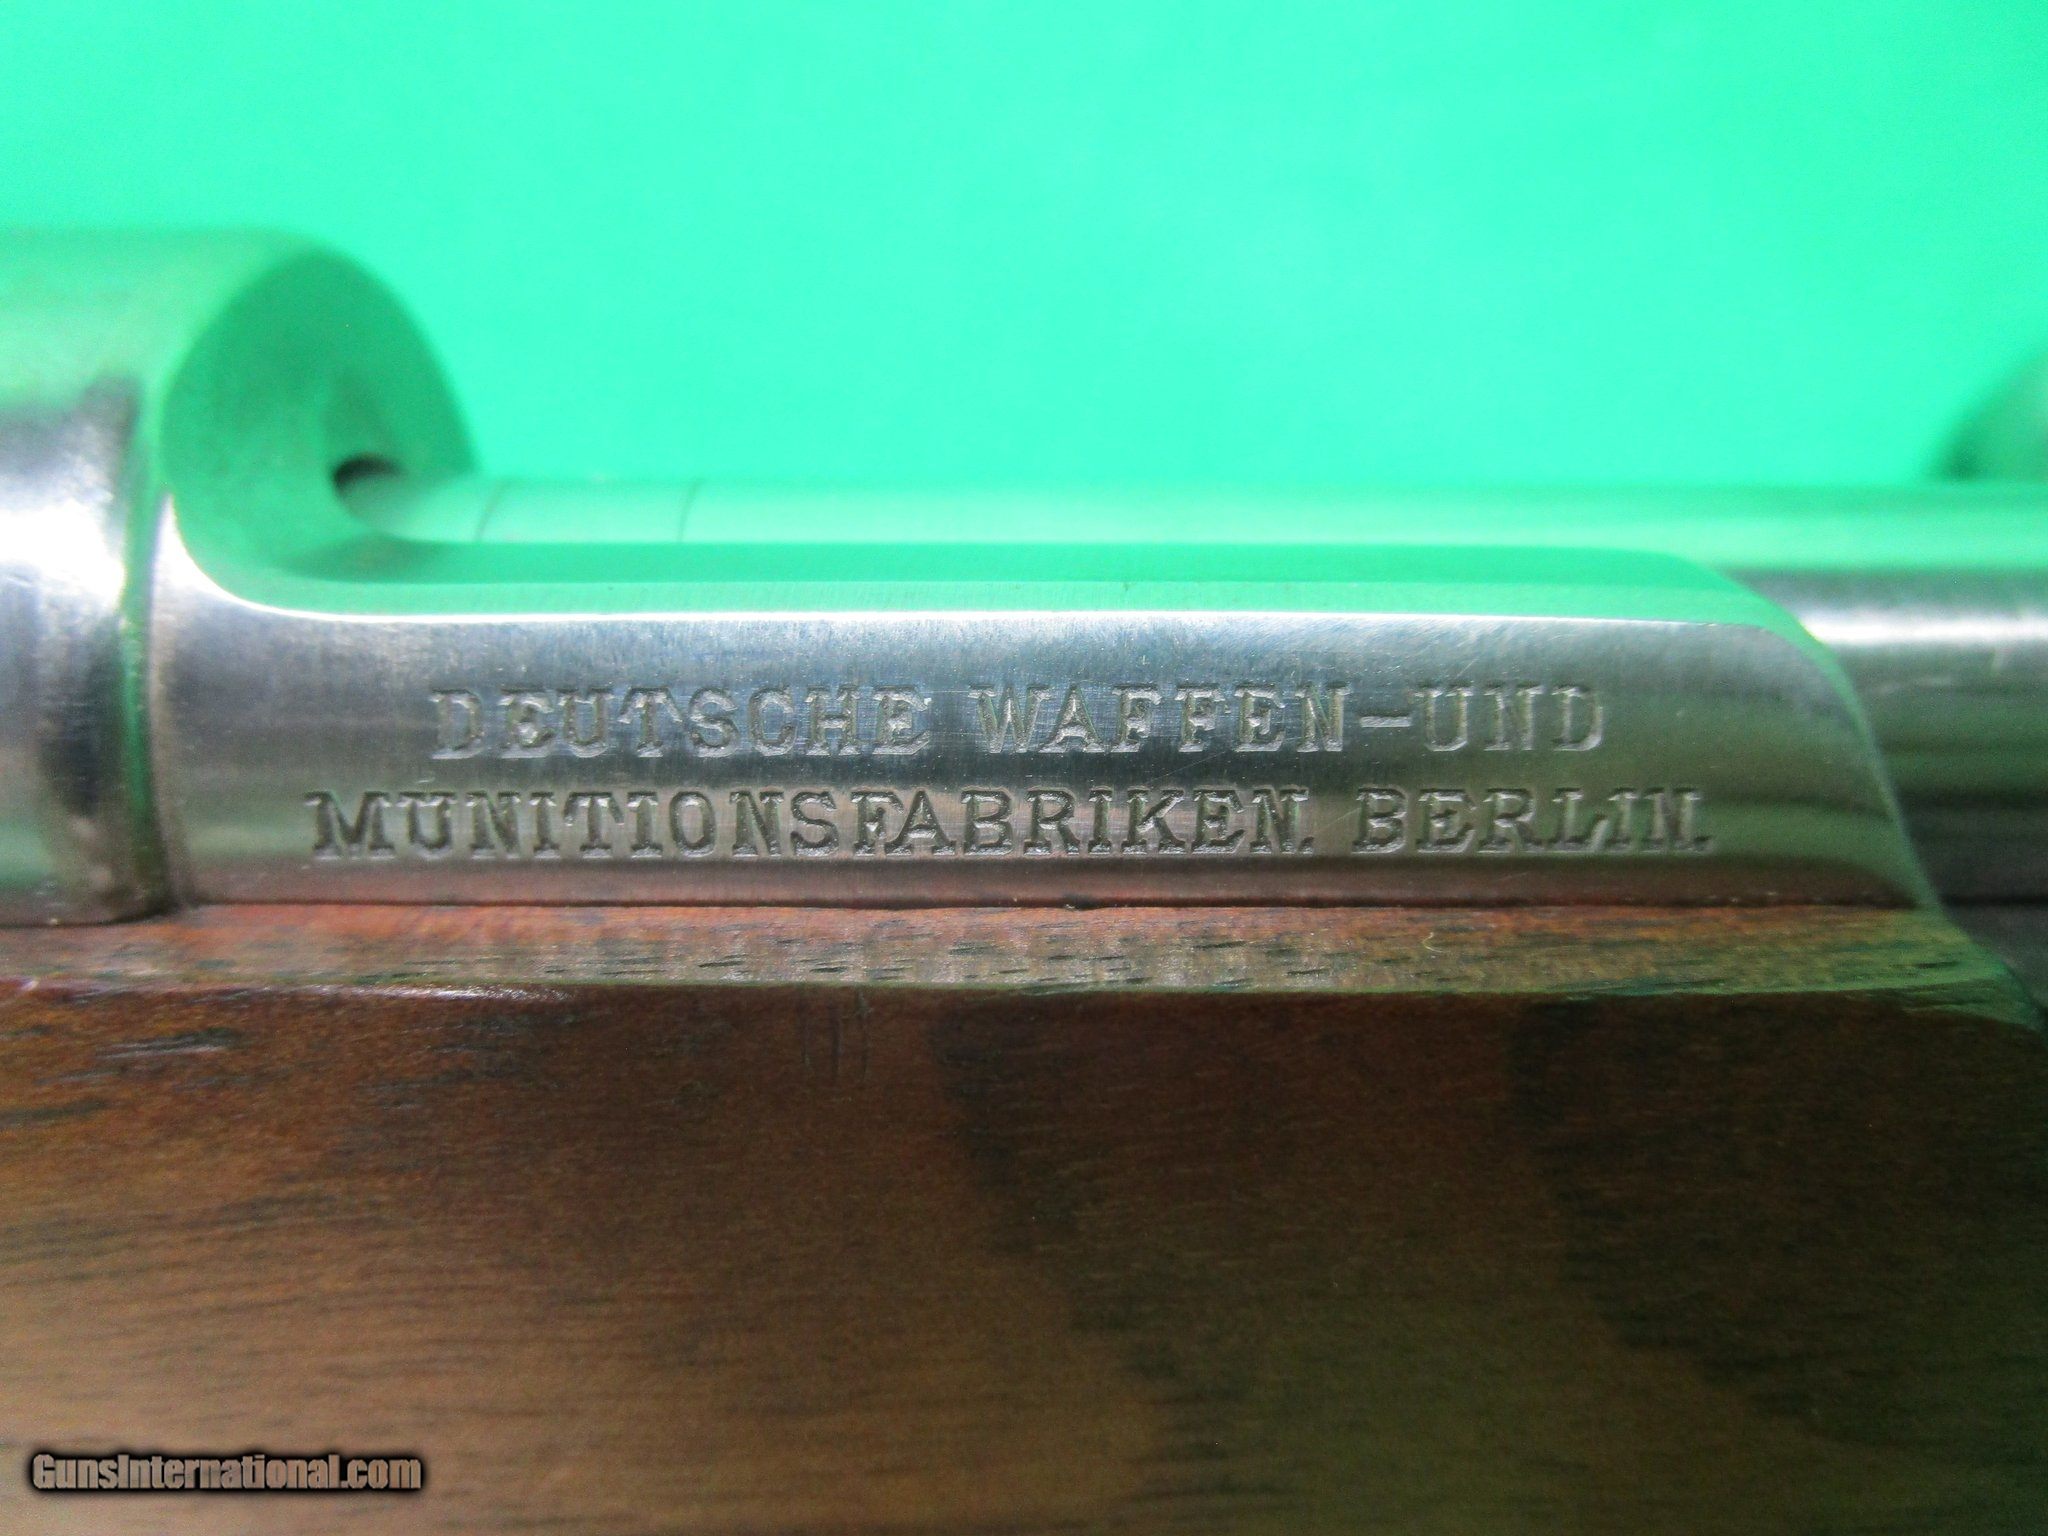 DEUTSCHE WAFFEN-UND
MUNITIONSFABRIKEN. BERLIN.
GunsInternational.com